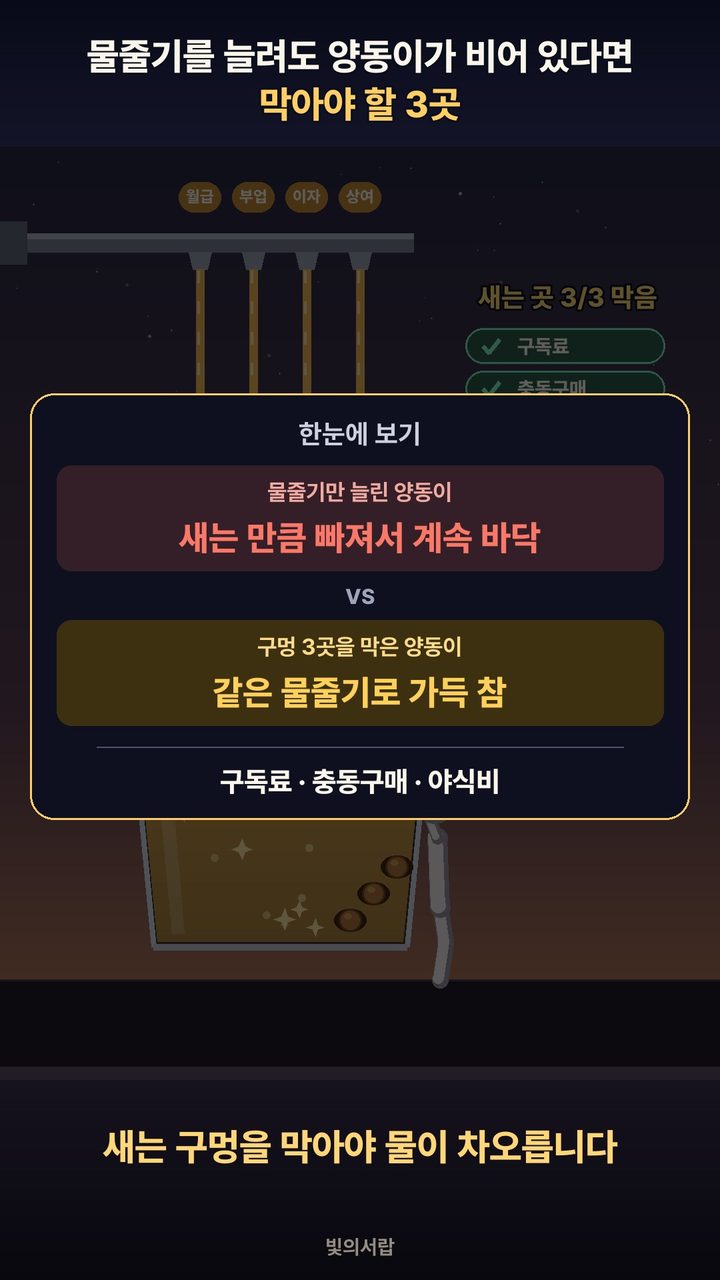 물줄기를 늘려도 양동이가 비어 있다면
막아야 할 3곳
월급 부업 이자 상여
새는 곳 3/3 막음
구독료
충동구매
한눈에 보기
물줄기만 늘린 양동이
새는 만큼 빠져서 계속 바닥
VS
구멍 3곳을 막은 양동이
같은 물줄기로 가득 참
구독료 · 충동구매 · 야식비
새는 구멍을 막아야 물이 차오릅니다
빛의서랍